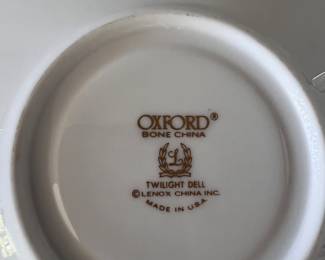 OXFORD®
BONE CHINA
L
TWILIGHT DELL
© LENOX CHINA INC.
MADE IN U.S.A.